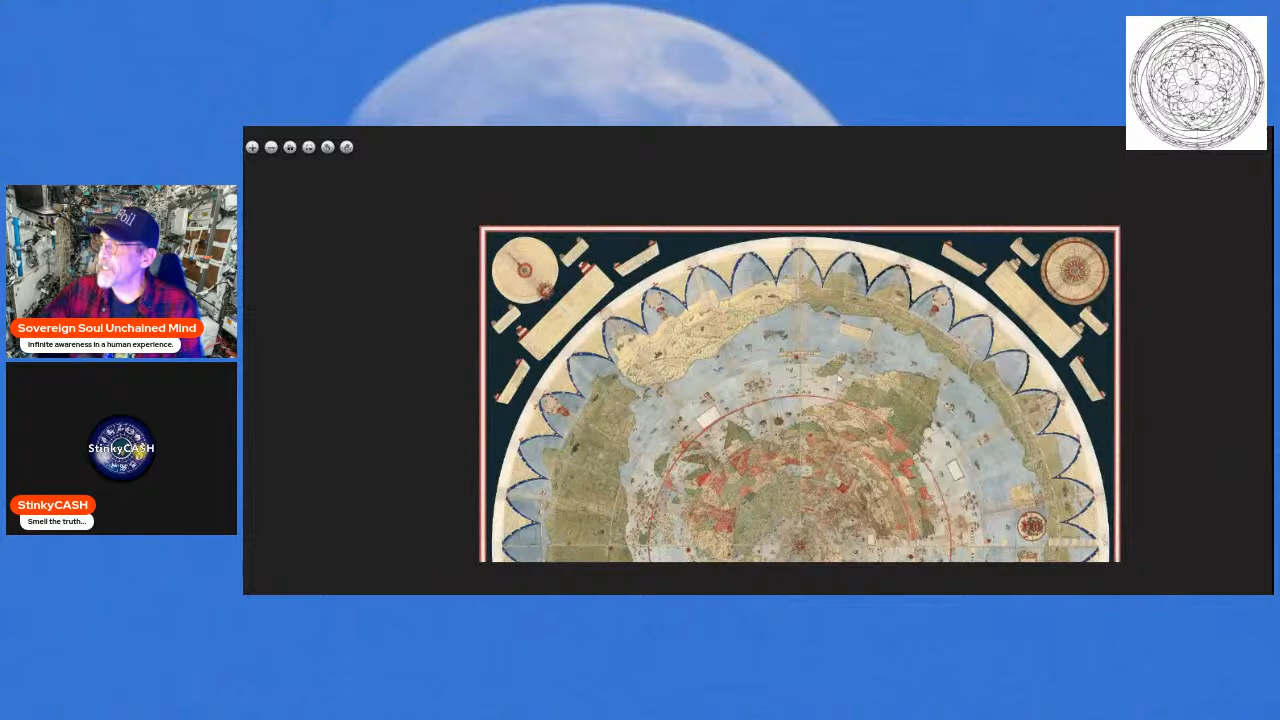 Foil
Sovereign Soul Unchained Mind
Infinite awareness in a human experience.
StinkyCASH
StinkyCASH
Smell the truth...